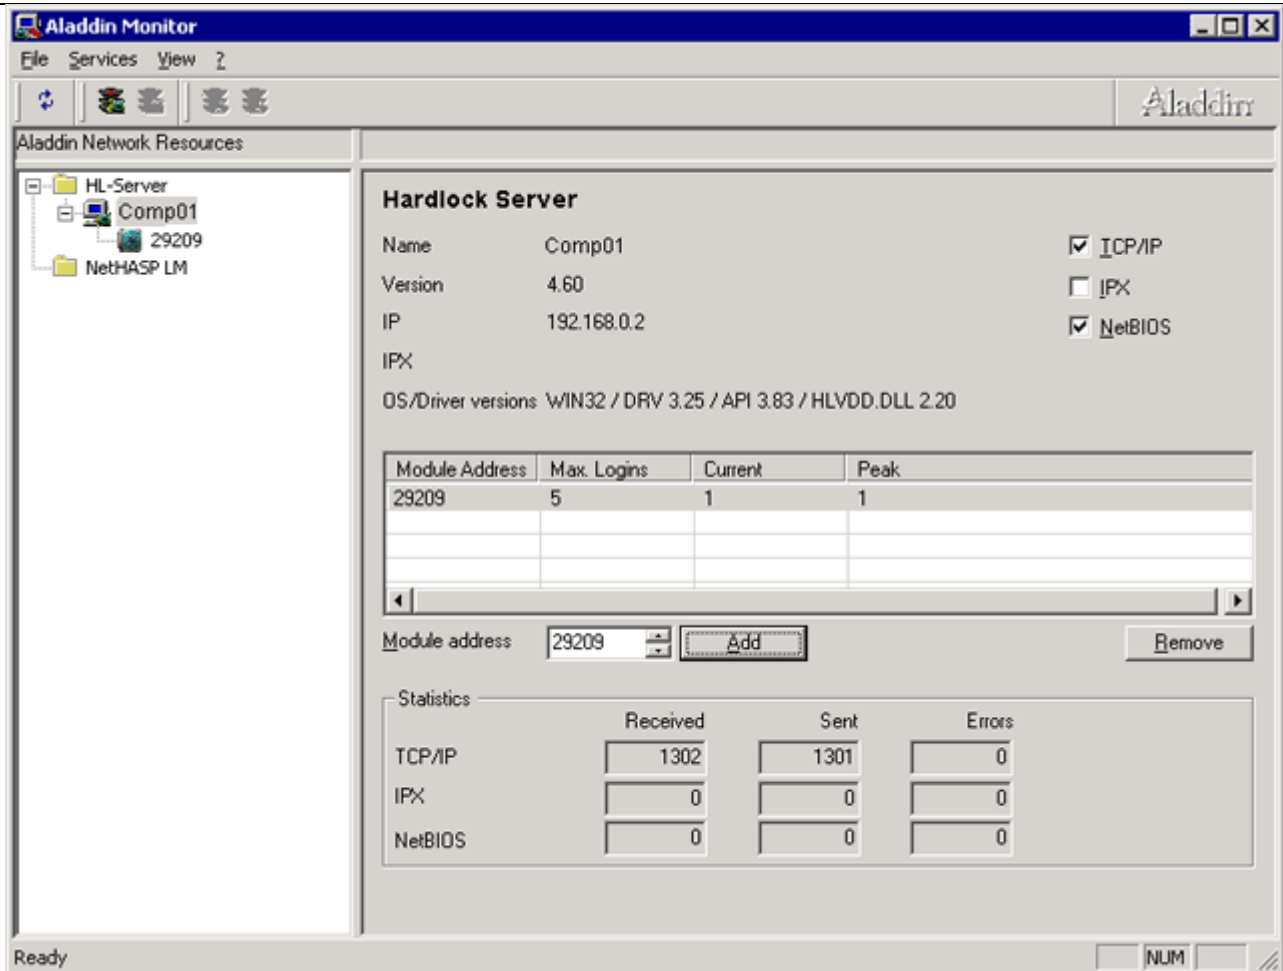 Aladdin Monitor
File Services View ?
Aladdin
Aladdin Network Resources
HL-Server
Comp01
29209
NetHASP LM
Hardlock Server
Name Comp01
TCP/IP
Version 4.60
IPX
IP 192.168.0.2
NetBIOS
IPX
OS/Driver versions WIN32 / DRV 3.25 / API 3.83 / HLVDD.DLL 2.20
Module Address Max. Logins Current Peak
29209 5 1 1
Module address 29209 Add Remove
Statistics
Received Sent Errors
TCP/IP 1302 1301 0
IPX 0 0 0
NetBIOS 0 0 0
Ready NUM